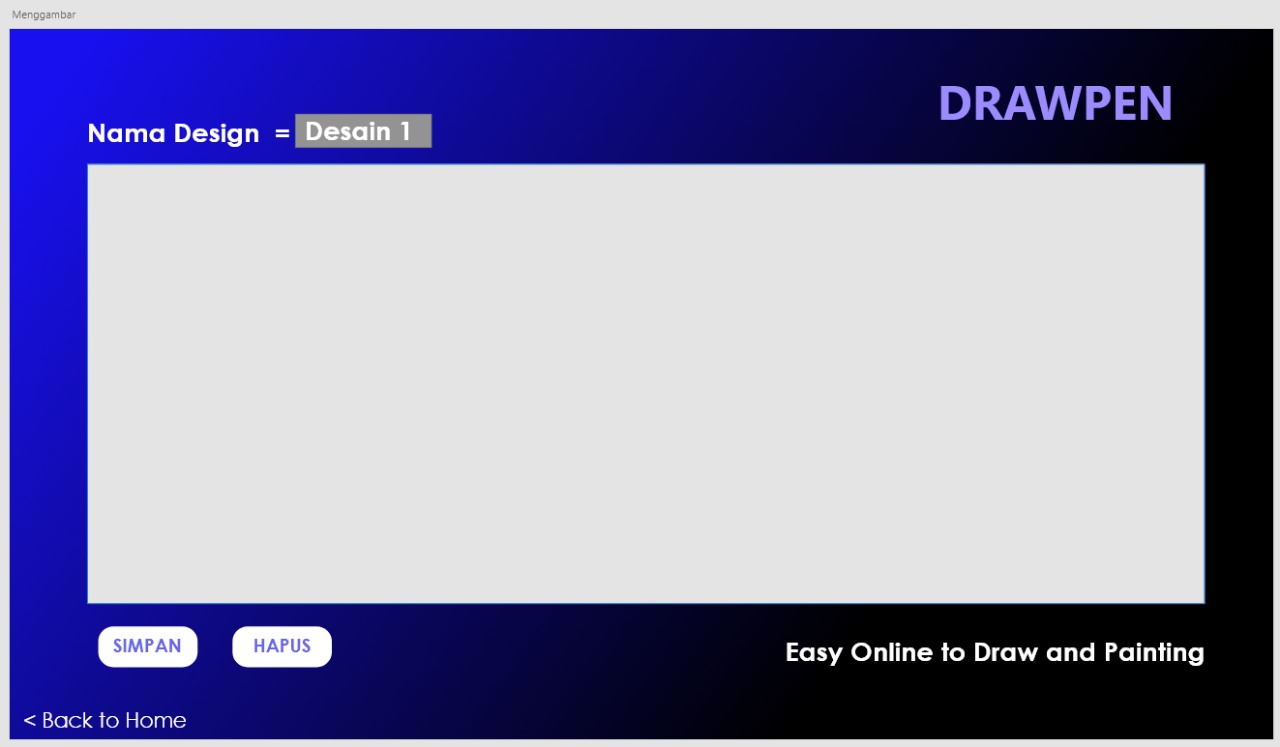 Menggambar
DRAWPEN
Nama Design = Desain 1
SIMPAN HAPUS
Easy Online to Draw and Painting
< Back to Home